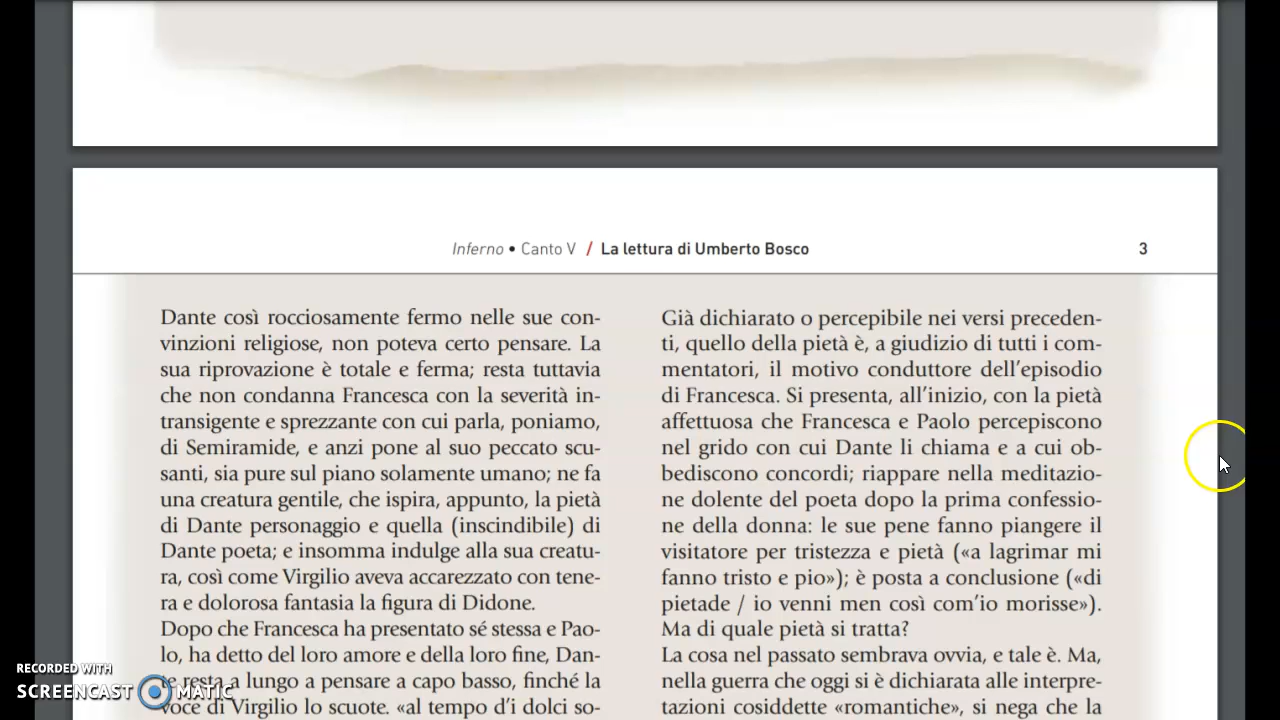 Inferno • Canto V / La lettura di Umberto Bosco 3
Dante così rocciosamente fermo nelle sue con-
vinzioni religiose, non poteva certo pensare. La
sua riprovazione è totale e ferma; resta tuttavia
che non condanna Francesca con la severità in-
transigente e sprezzante con cui parla, poniamo,
di Semiramide, e anzi pone al suo peccato scu-
santi, sia pure sul piano solamente umano; ne fa
una creatura gentile, che ispira, appunto, la pietà
di Dante personaggio e quella (inscindibile) di
Dante poeta; e insomma indulge alla sua creatu-
ra, così come Virgilio aveva accarezzato con tene-
ra e dolorosa fantasia la figura di Didone.
Dopo che Francesca ha presentato sé stessa e Pao-
lo, ha detto del loro amore e della loro fine, Dan-
te resta a lungo a pensare a capo basso, finché la
voce di Virgilio lo scuote. «al tempo d'i dolci so-
Già dichiarato o percepibile nei versi preceden-
ti, quello della pietà è, a giudizio di tutti i com-
mentatori, il motivo conduttore dell'episodio
di Francesca. Si presenta, all'inizio, con la pietà
affettuosa che Francesca e Paolo percepiscono
nel grido con cui Dante li chiama e a cui ob-
bediscono concordi; riappare nella meditazio-
ne dolente del poeta dopo la prima confessio-
ne della donna: le sue pene fanno piangere il
visitatore per tristezza e pietà («a lagrimar mi
fanno tristo e pio»); è posta a conclusione («di
pietade / io venni men così com'io morisse»).
Ma di quale pietà si tratta?
La cosa nel passato sembrava ovvia, e tale è. Ma,
nella guerra che oggi si è dichiarata alle interpre-
tazioni cosiddette «romantiche», si nega che la
RECORDED WITH
SCREENCAST MATIC